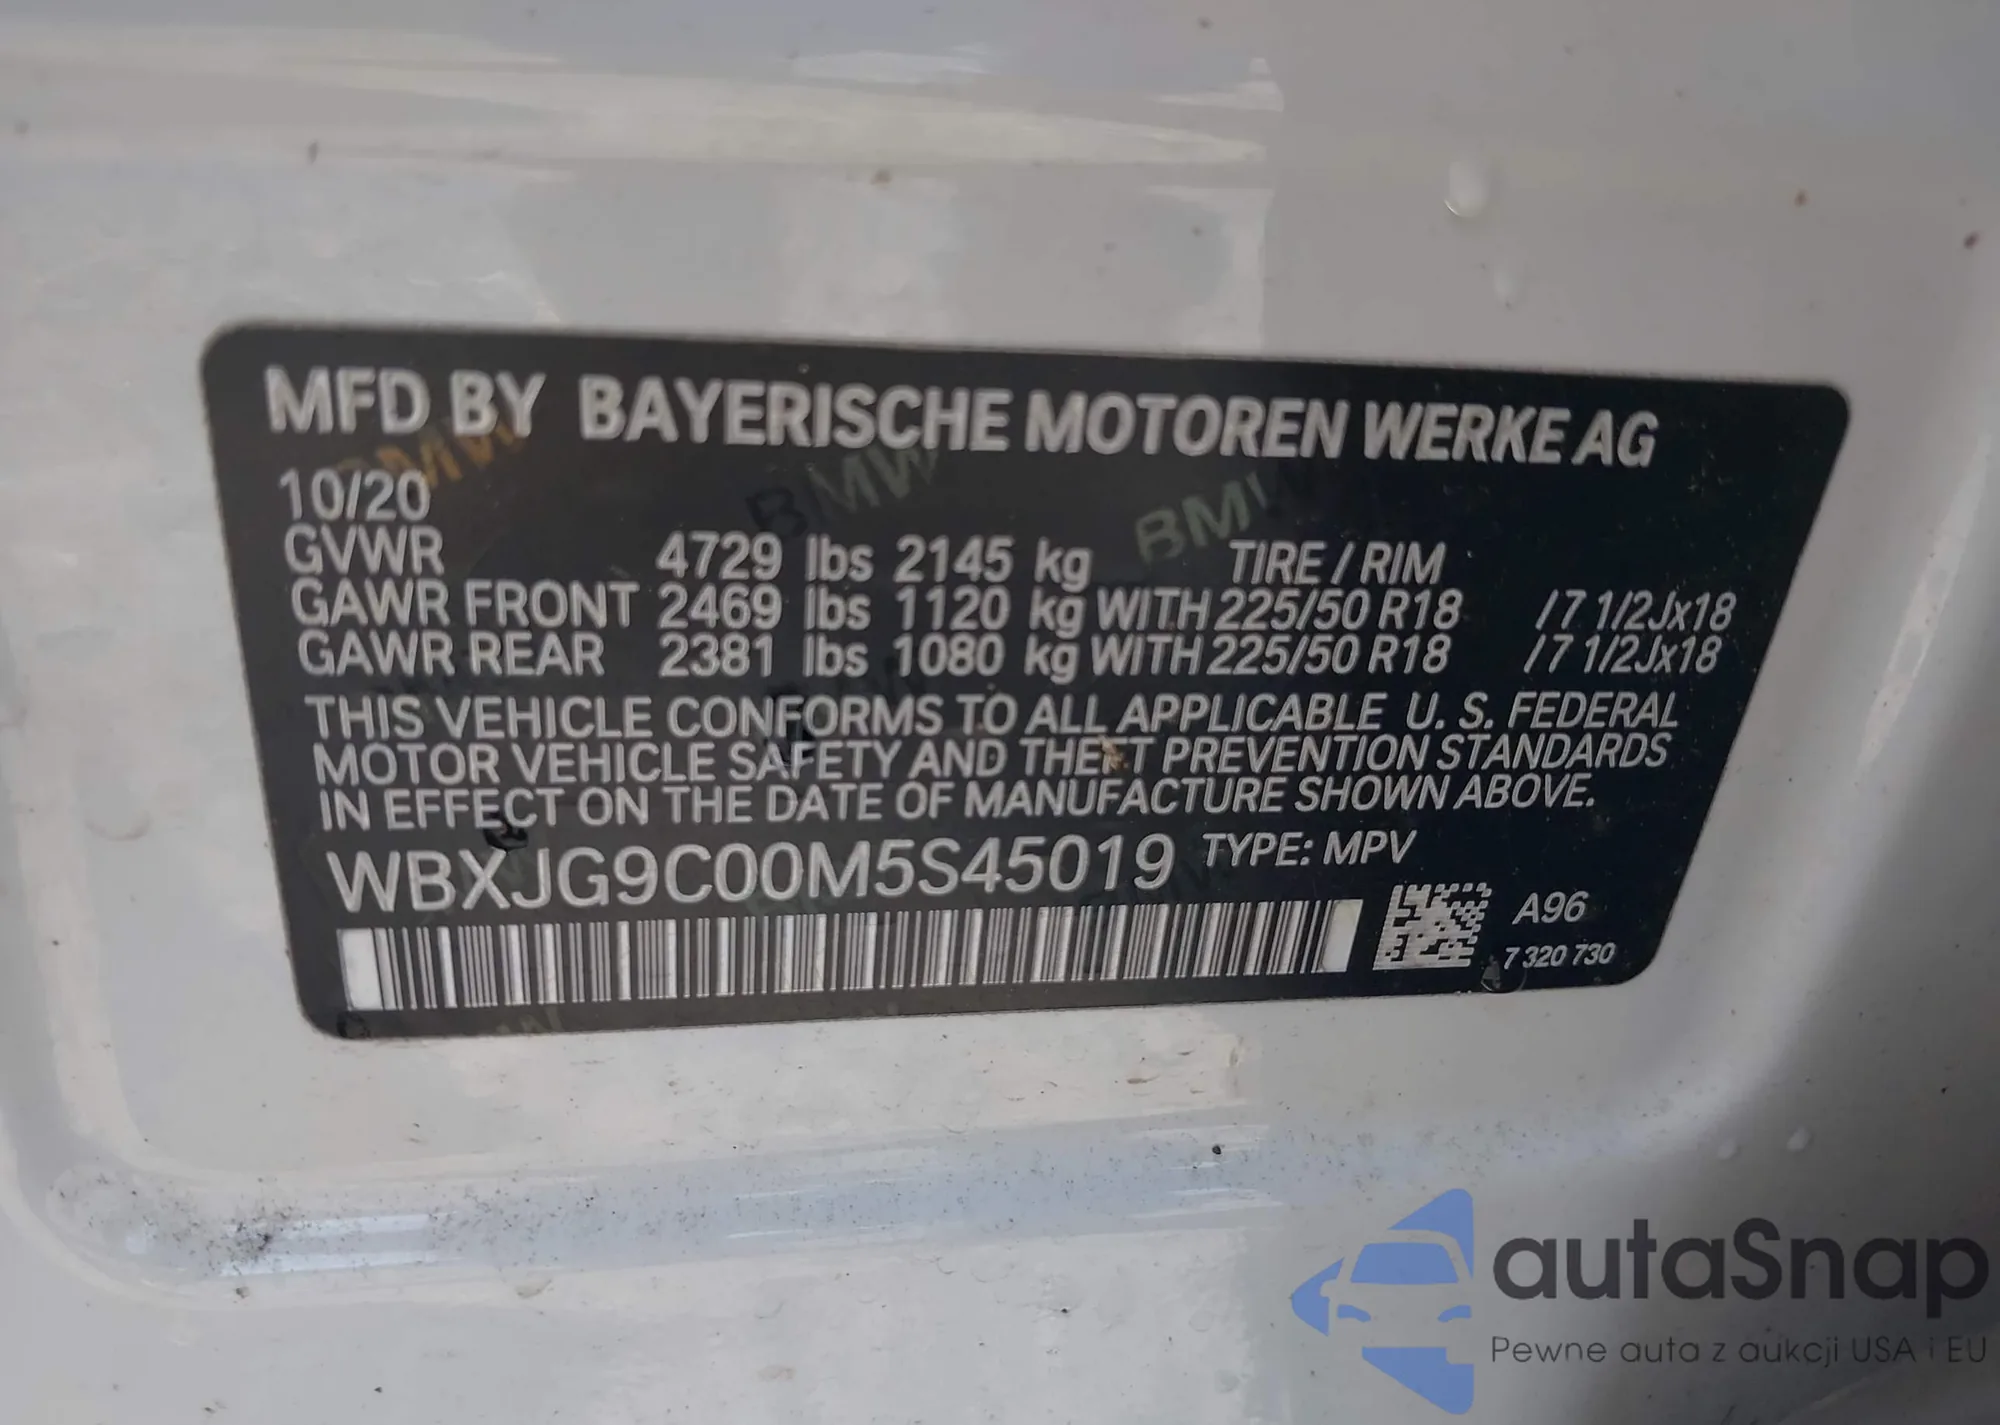 MFD BY BAYERISCHE MOTOREN WERKE AG
10/20
GVWR 4729 lbs 2145 kg TIRE / RIM
GAWR FRONT 2469 lbs 1120 kg WITH 225/50 R18 /7 1/2Jx18
GAWR REAR 2381 lbs 1080 kg WITH 225/50 R18 /7 1/2Jx18
THIS VEHICLE CONFORMS TO ALL APPLICABLE U. S. FEDERAL
MOTOR VEHICLE SAFETY AND THEFT PREVENTION STANDARDS
IN EFFECT ON THE DATE OF MANUFACTURE SHOWN ABOVE.
WBXJG9C00M5S45019 TYPE: MPV
A96
7 320 730
BMW BMW BMW
autaSnap
Pewne auta z aukcji USA i EU